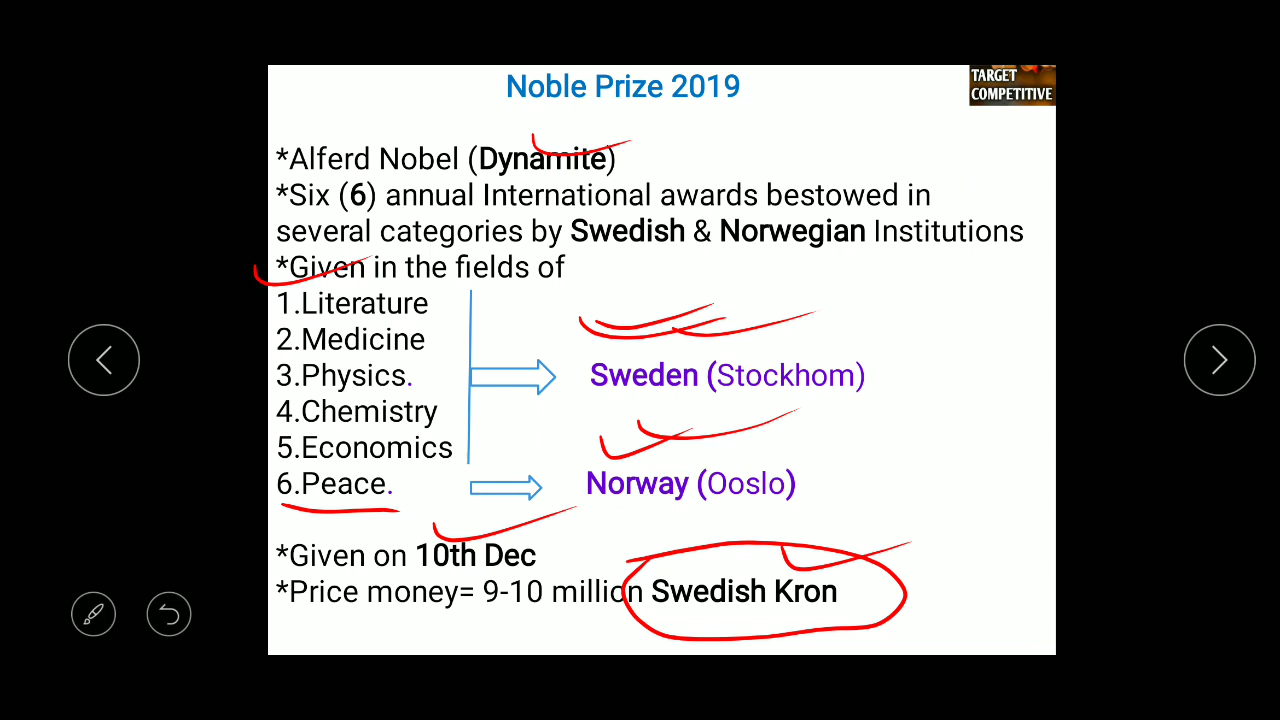 Noble Prize 2019
TARGET
COMPETITIVE
*Alferd Nobel (Dynamite)
*Six (6) annual International awards bestowed in
several categories by Swedish & Norwegian Institutions
*Given in the fields of
1.Literature
2.Medicine
3.Physics.
Sweden (Stockhom)
4.Chemistry
5.Economics
6.Peace.
Norway (Ooslo)
*Given on 10th Dec
*Price money= 9-10 million Swedish Kron